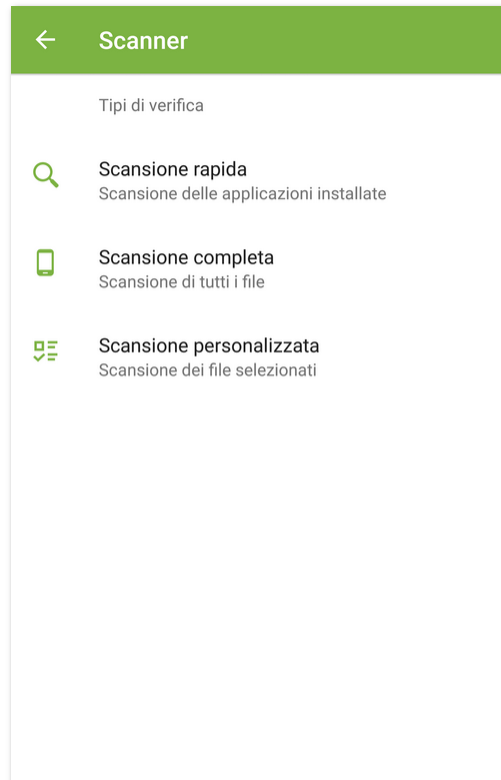 Scanner
Tipi di verifica
Scansione rapida
Scansione delle applicazioni installate
Scansione completa
Scansione di tutti i file
Scansione personalizzata
Scansione dei file selezionati